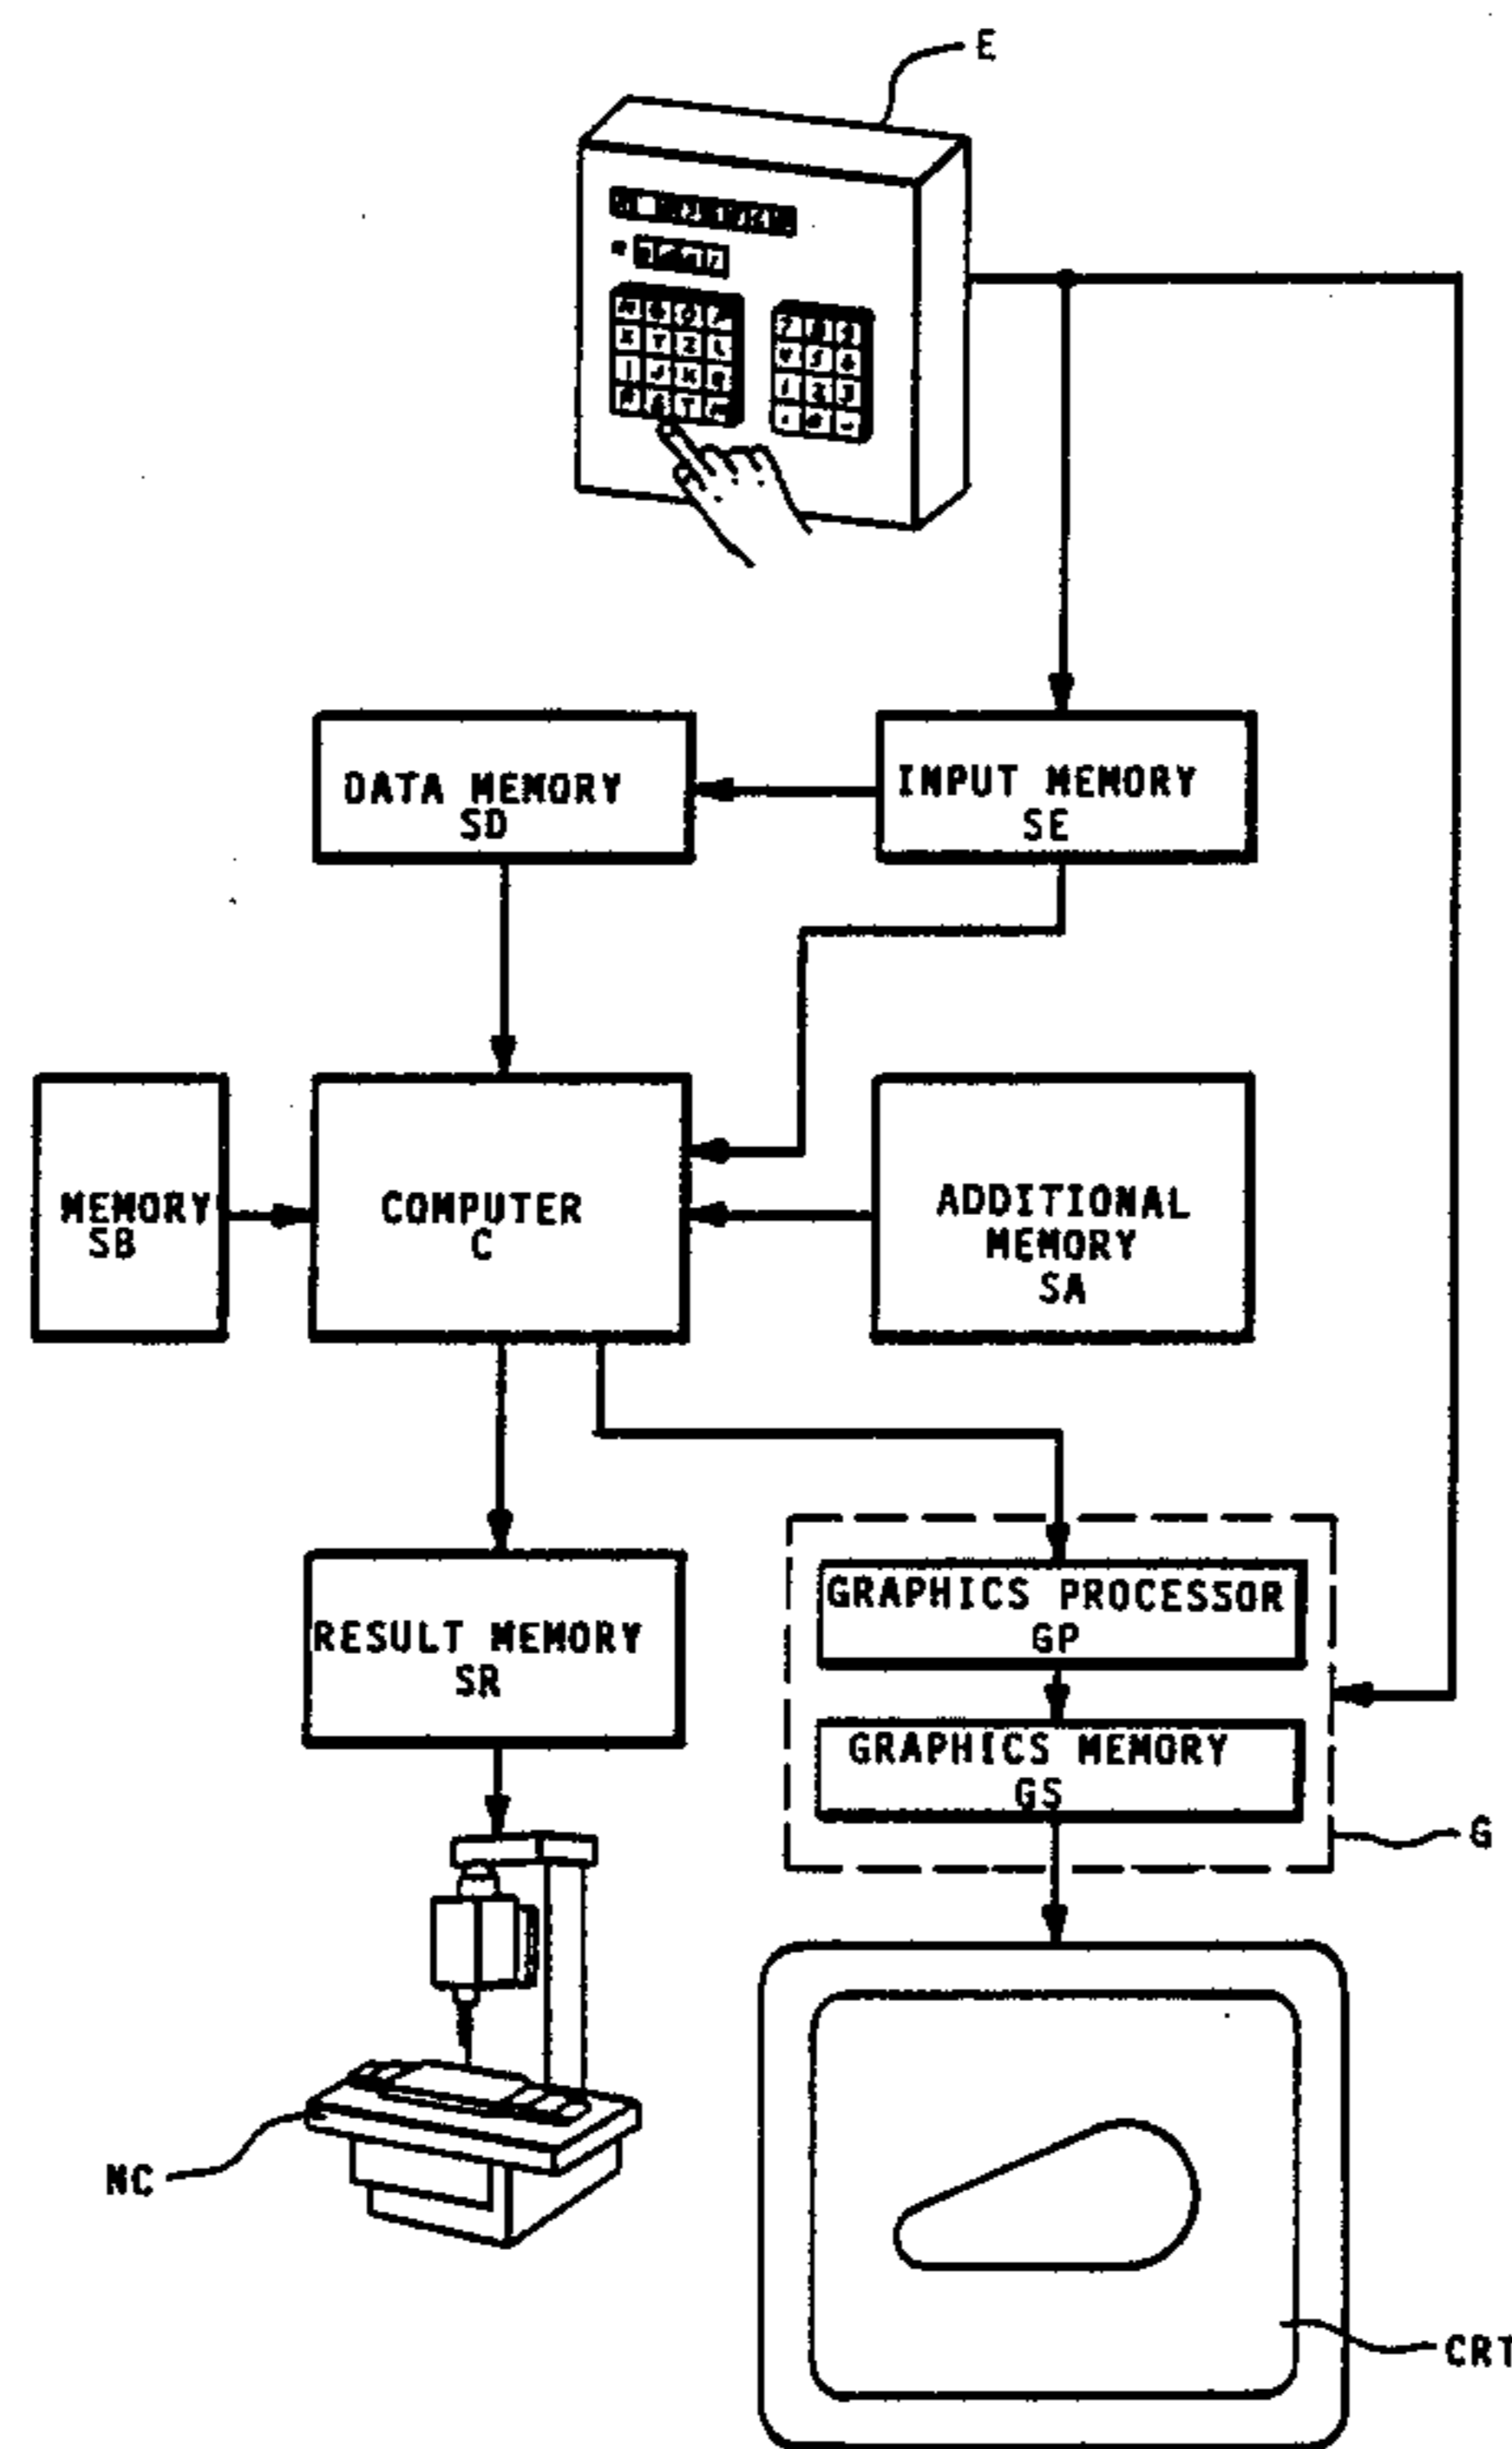 E
DATA MEMORY
SD
INPUT MEMORY
SE
MEMORY
SB
COMPUTER
C
ADDITIONAL
MEMORY
SA
RESULT MEMORY
SR
GRAPHICS PROCESSOR
GP
GRAPHICS MEMORY
GS
G
NC
CRT